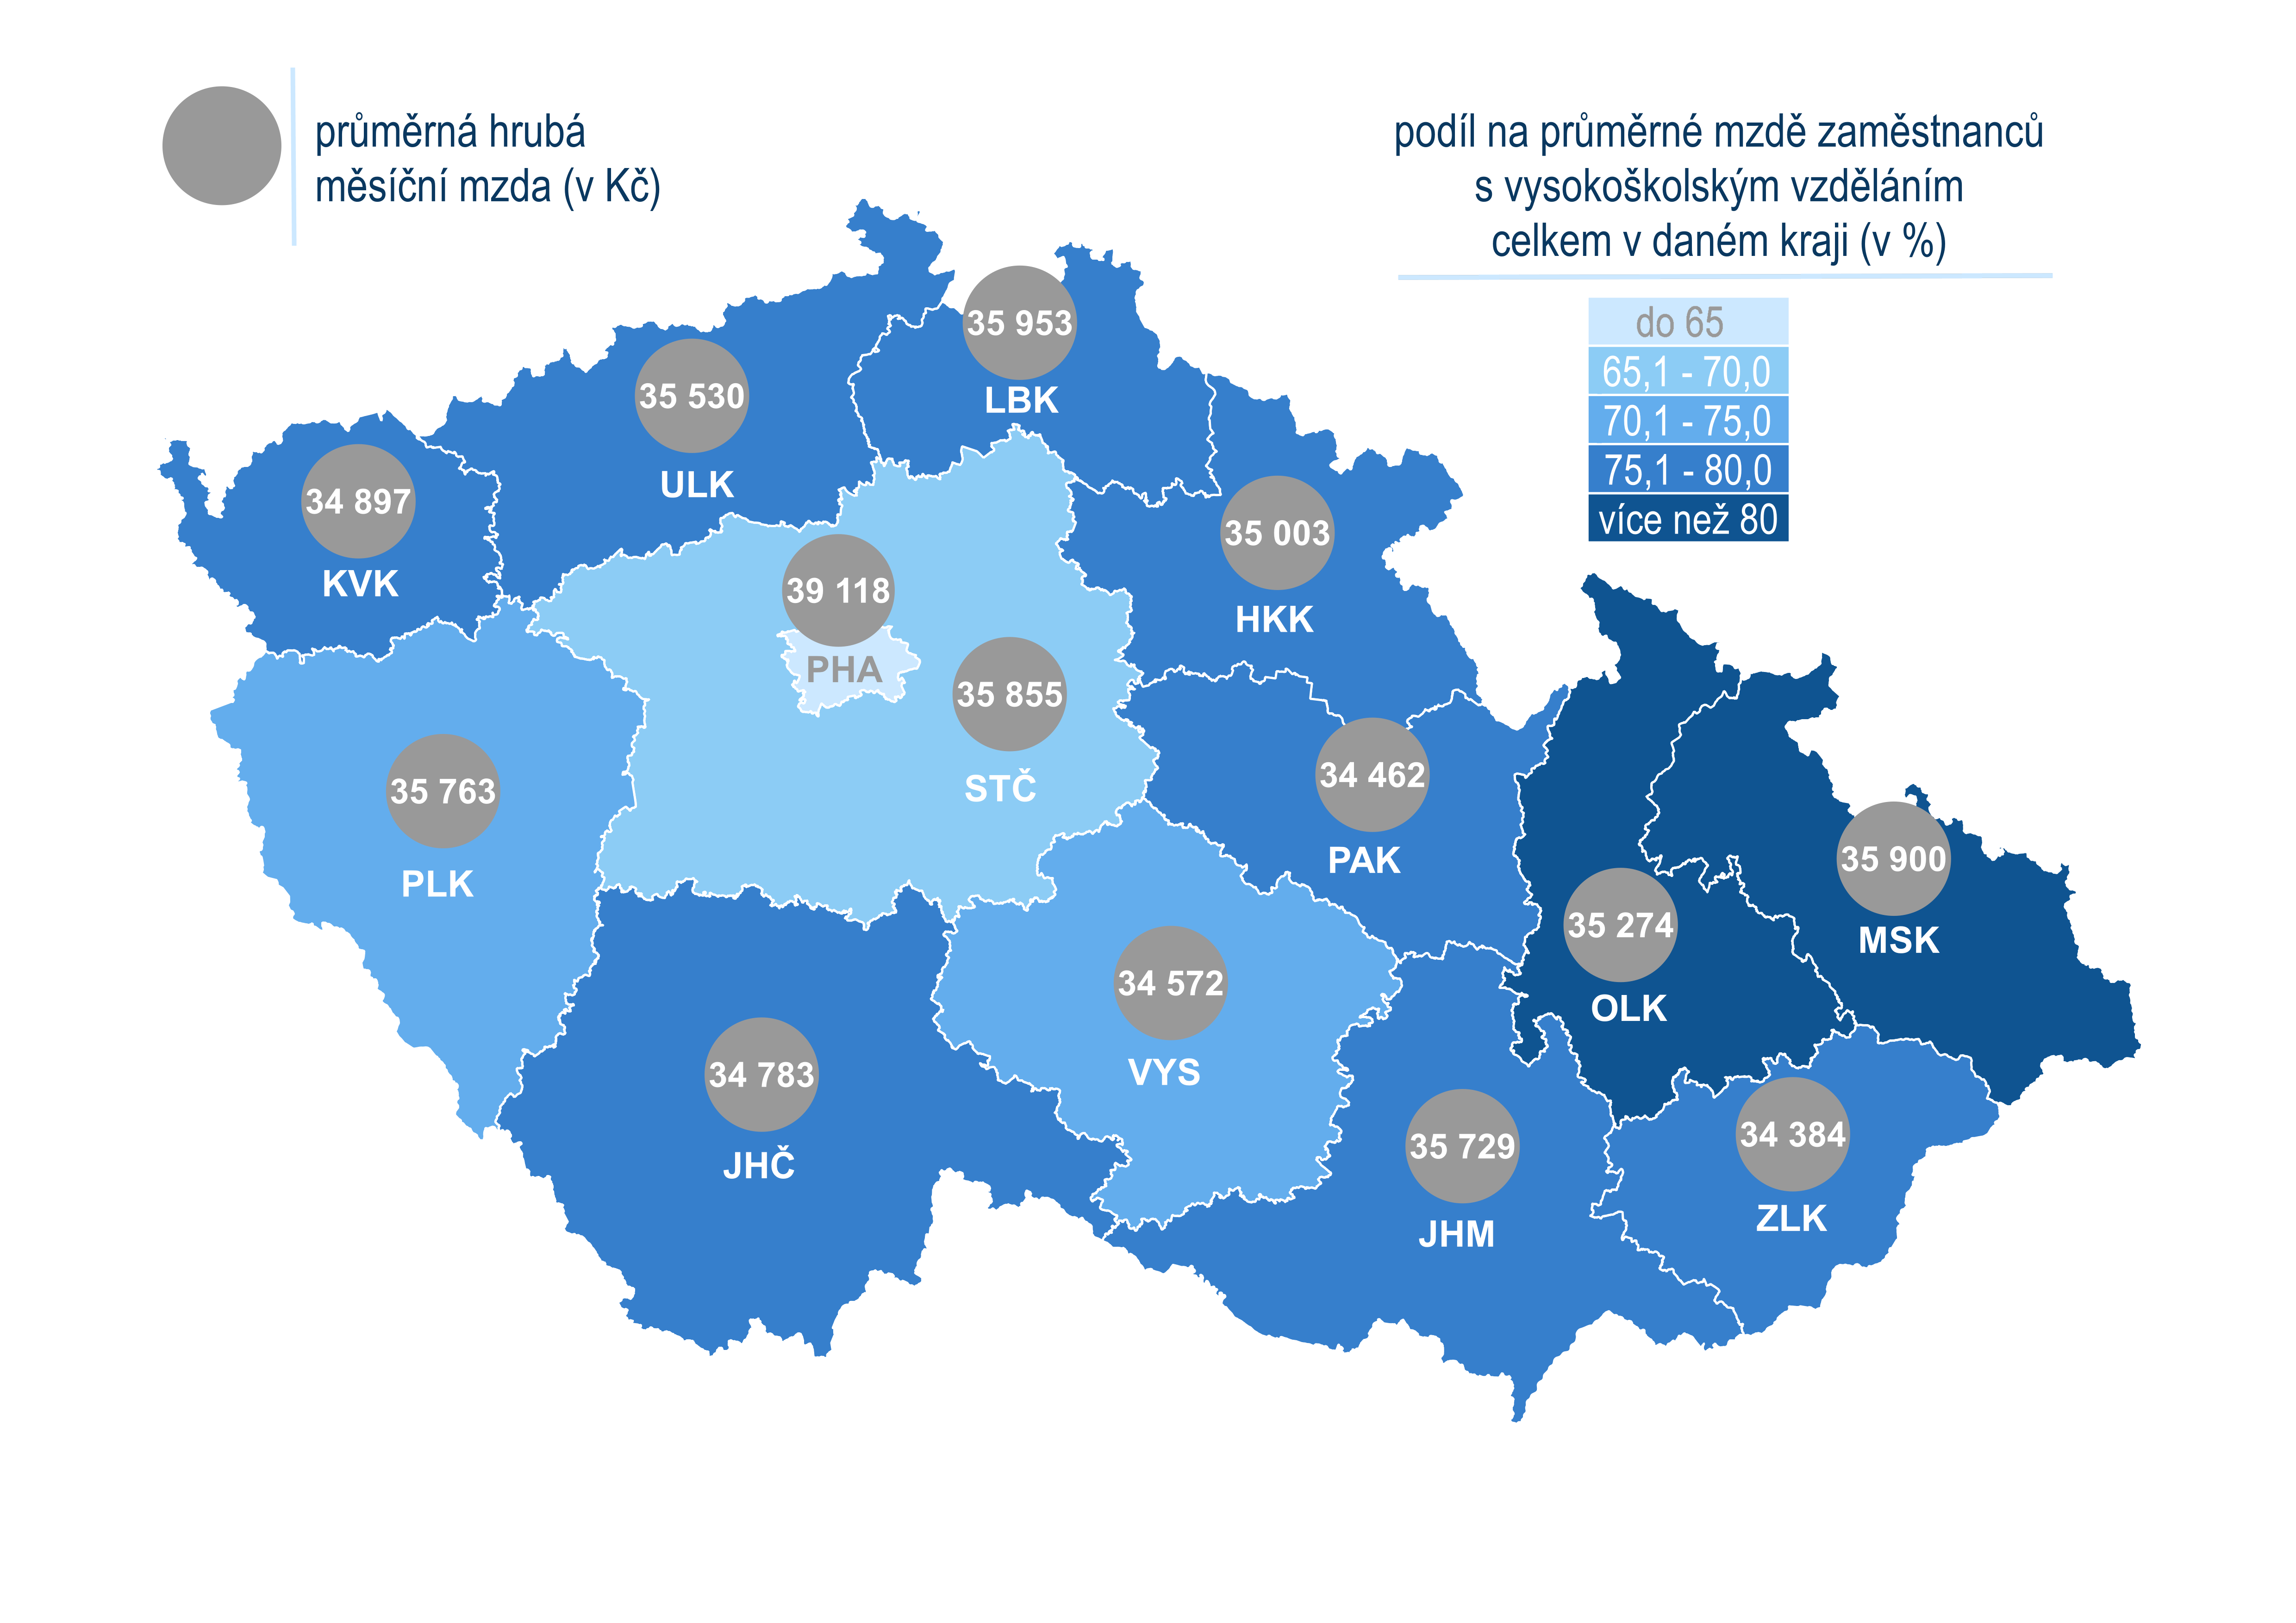 průměrná hrubá
měsíční mzda (v Kč)
podíl na průměrné mzdě zaměstnanců
s vysokoškolským vzděláním
celkem v daném kraji (v %)
do 65
65,1 - 70,0
70,1 - 75,0
75,1 - 80,0
více než 80
35 953
LBK
35 530
ULK
34 897
KVK
35 003
HKK
39 118
PHA
35 855
STČ
35 763
PLK
34 462
PAK
35 900
MSK
35 274
OLK
34 572
VYS
34 783
JHČ
35 729
JHM
34 384
ZLK